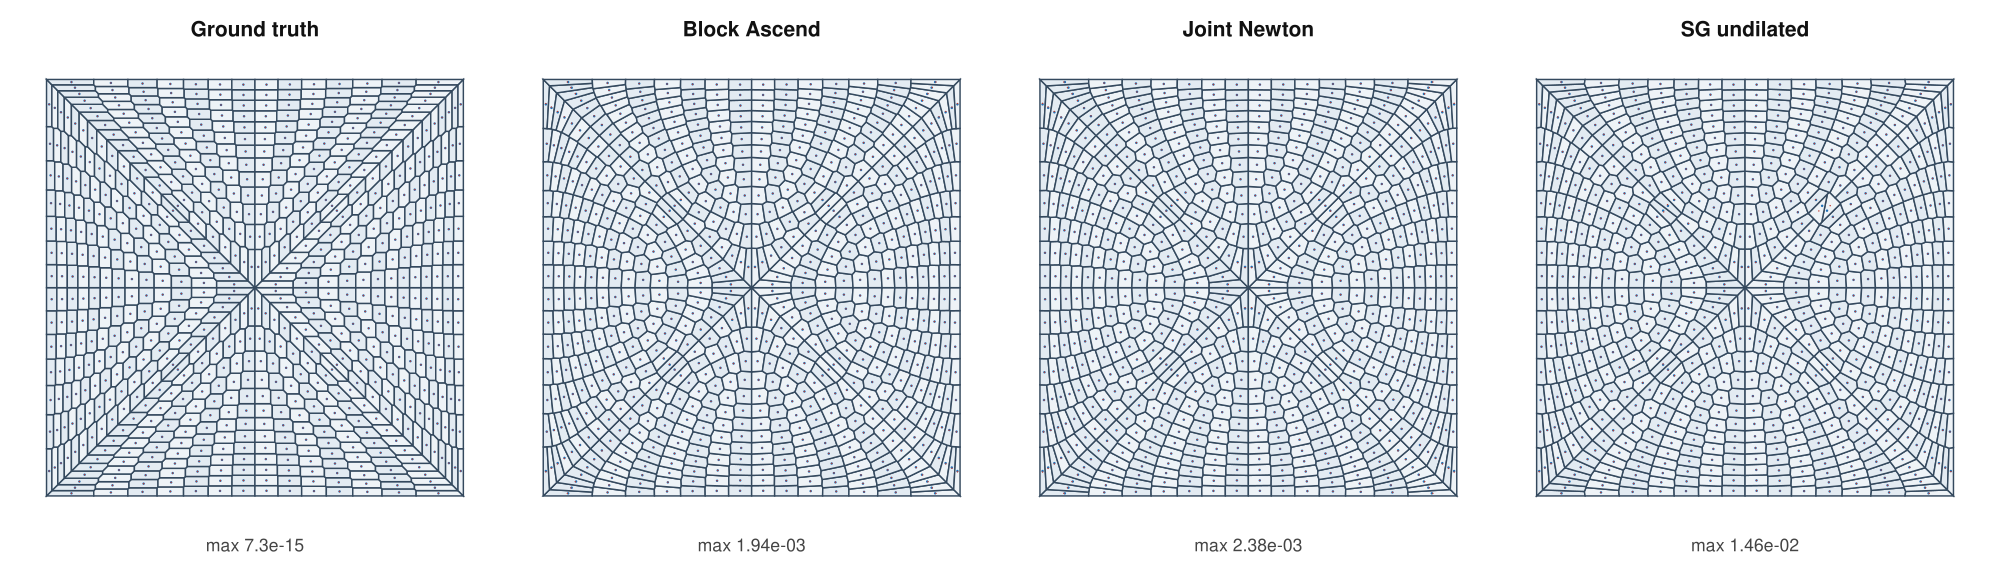 Ground truth
Block Ascend
Joint Newton
SG undilated
max 7.3e-15
max 1.94e-03
max 2.38e-03
max 1.46e-02